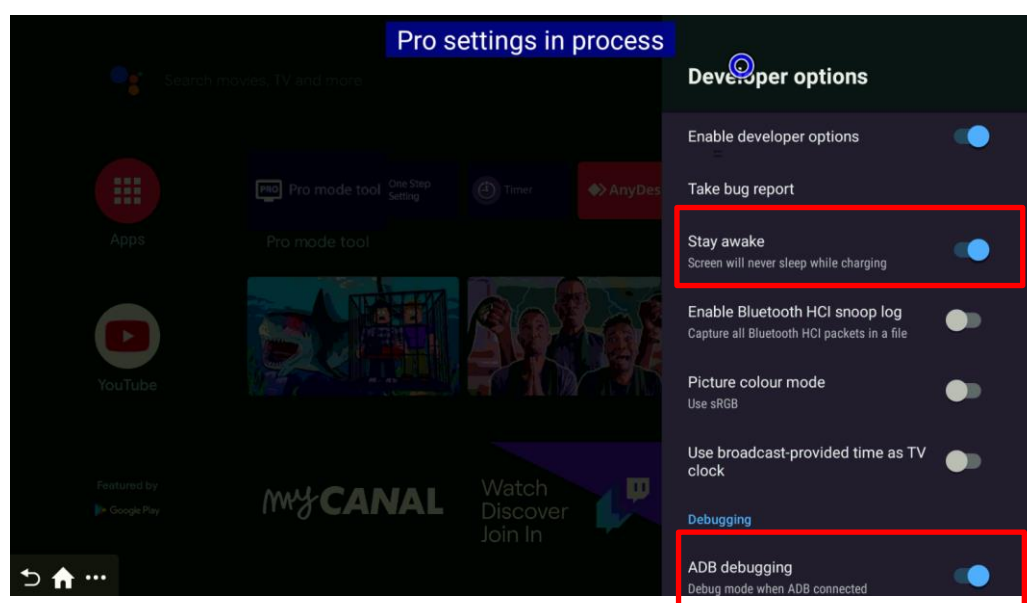 Pro settings in process
Search movies, TV and more
Apps
PRO Pro mode tool
One Step
Setting
Timer
AnyDes
Pro mode tool
YouTube
Featured by
Google Play
myCANAL
Watch
Discover
Join In
Developer options
Enable developer options
Take bug report
Stay awake
Screen will never sleep while charging
Enable Bluetooth HCI snoop log
Capture all Bluetooth HCI packets in a file
Picture colour mode
Use sRGB
Use broadcast-provided time as TV
clock
Debugging
ADB debugging
Debug mode when ADB connected